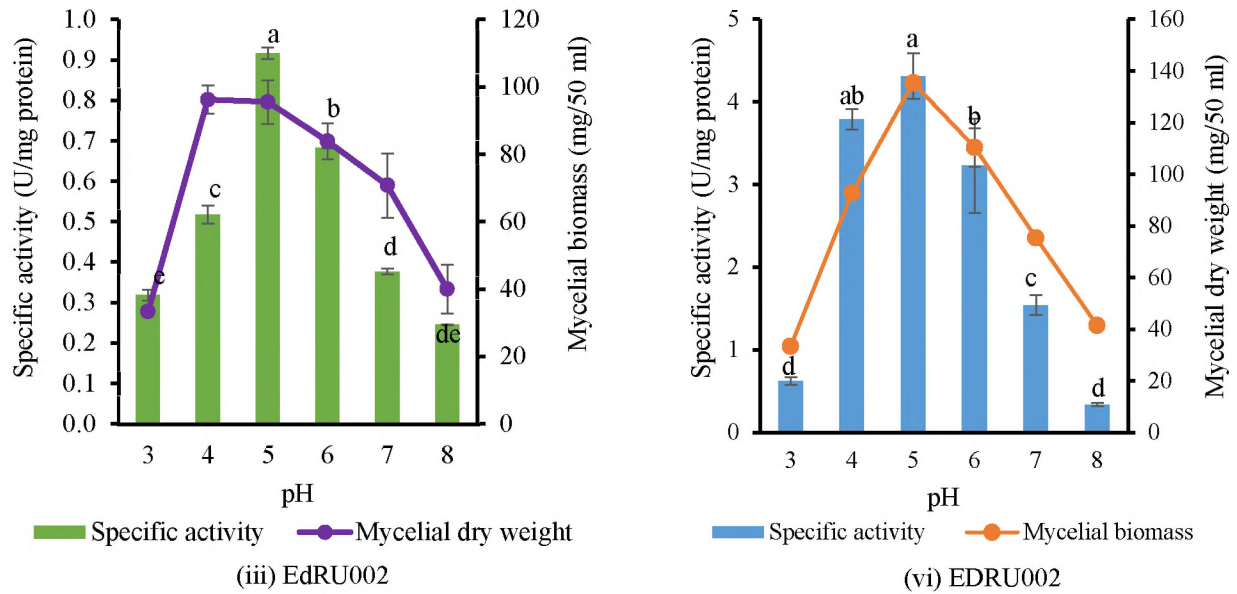 Specific activity (U/mg protein)
1.0
0.9
0.8
0.7
0.6
0.5
0.4
0.3
0.2
0.1
0.0
e
c
a
b
d
de
120
100
80
60
40
20
0
Mycelial biomass (mg/50 ml)
3 4 5 6 7 8
pH
Specific activity Mycelial dry weight
(iii) EdRU002
Specific activity (U/mg protein)
5
4
3
2
1
0
d
ab
a
b
c
d
160
140
120
100
80
60
40
20
0
Mycelial dry weight (mg/50 ml)
3 4 5 6 7 8
pH
Specific activity Mycelial biomass
(vi) EDRU002